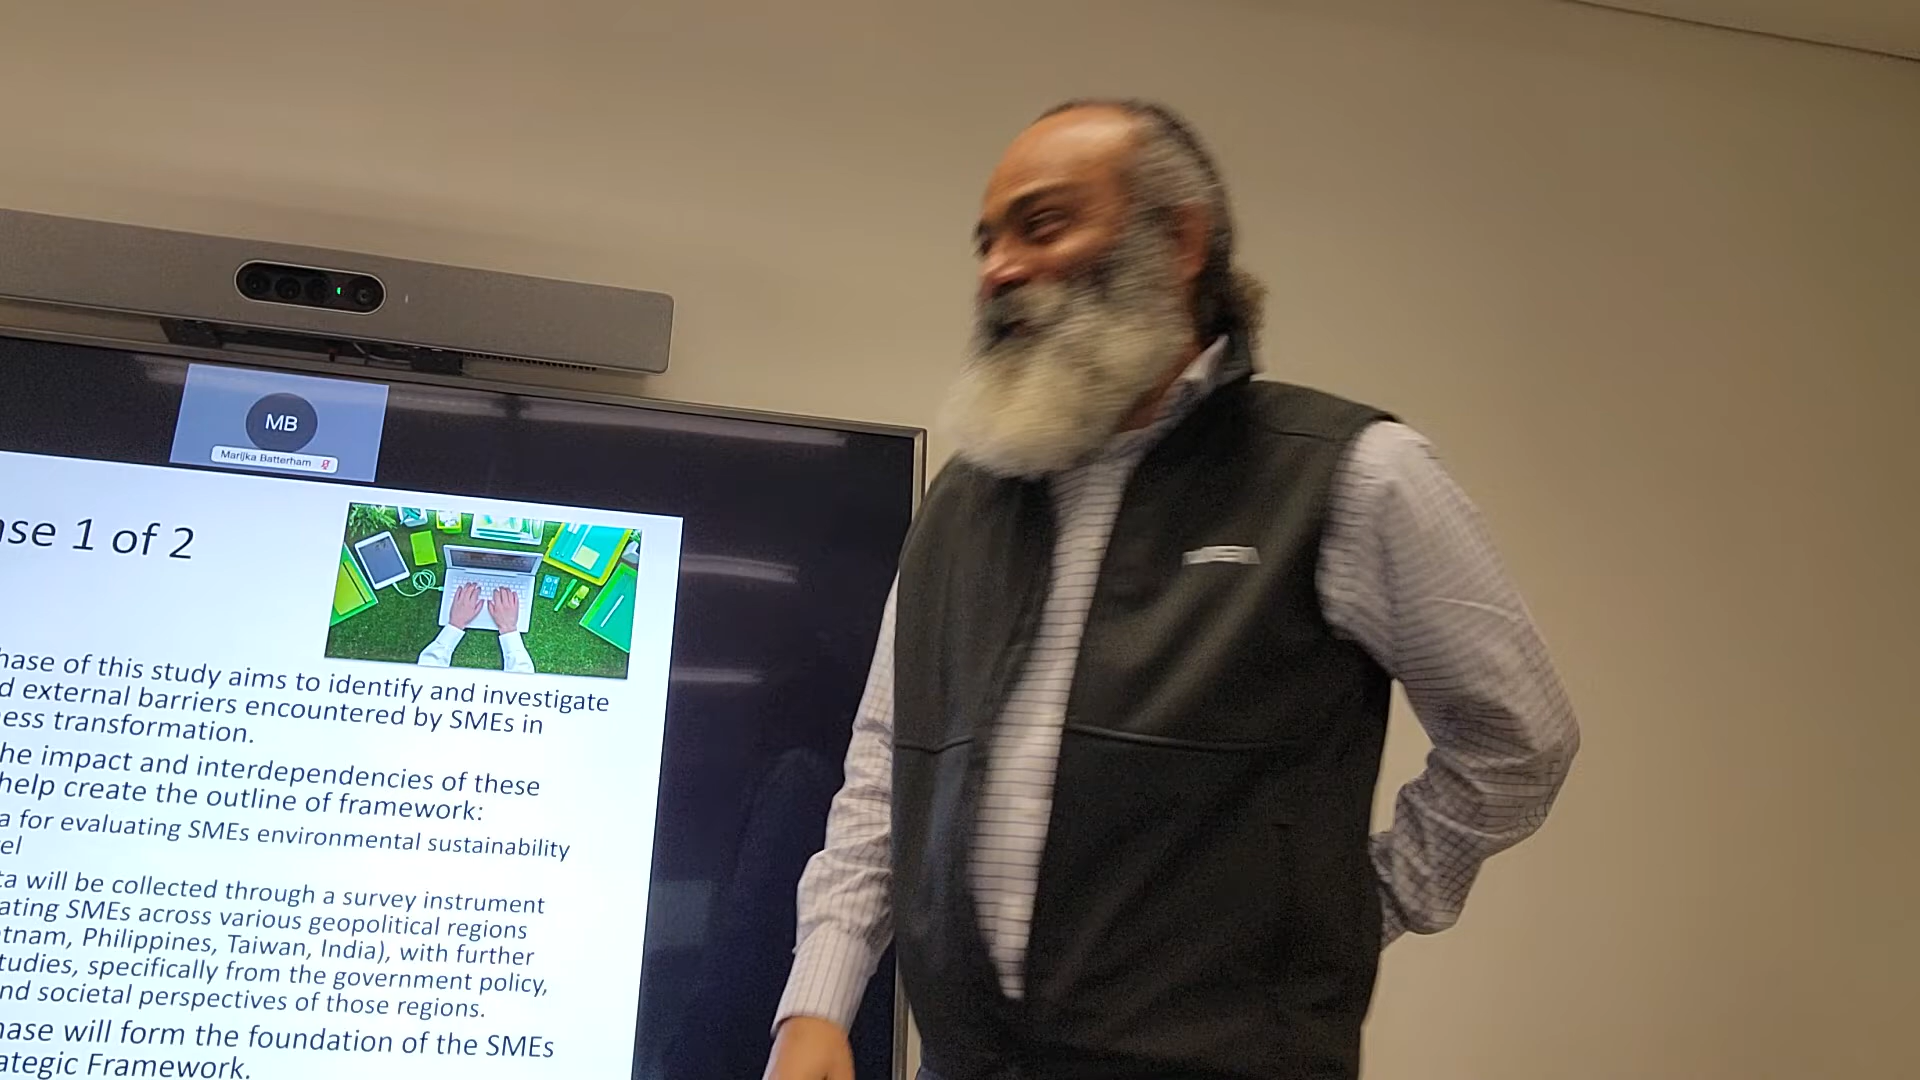 MB
Marijka Batterham
se 1 of 2
hase of this study aims to identify and investigate
d external barriers encountered by SMEs in
ess transformation.
he impact and interdependencies of these
help create the outline of framework:
a for evaluating SMEs environmental sustainability
el
ta will be collected through a survey instrument
ating SMEs across various geopolitical regions
tnam, Philippines, Taiwan, India), with further
tudies, specifically from the government policy,
nd societal perspectives of those regions.
hase will form the foundation of the SMEs
ategic Framework.